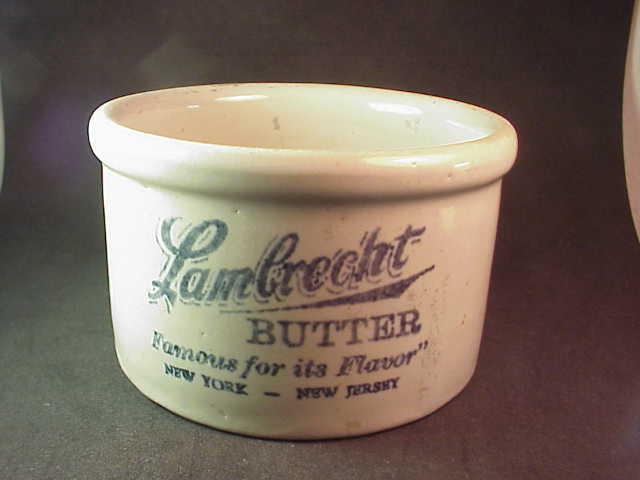 Lambrecht
BUTTER
Famous for its Flavor"
NEW YORK — NEW JERSEY